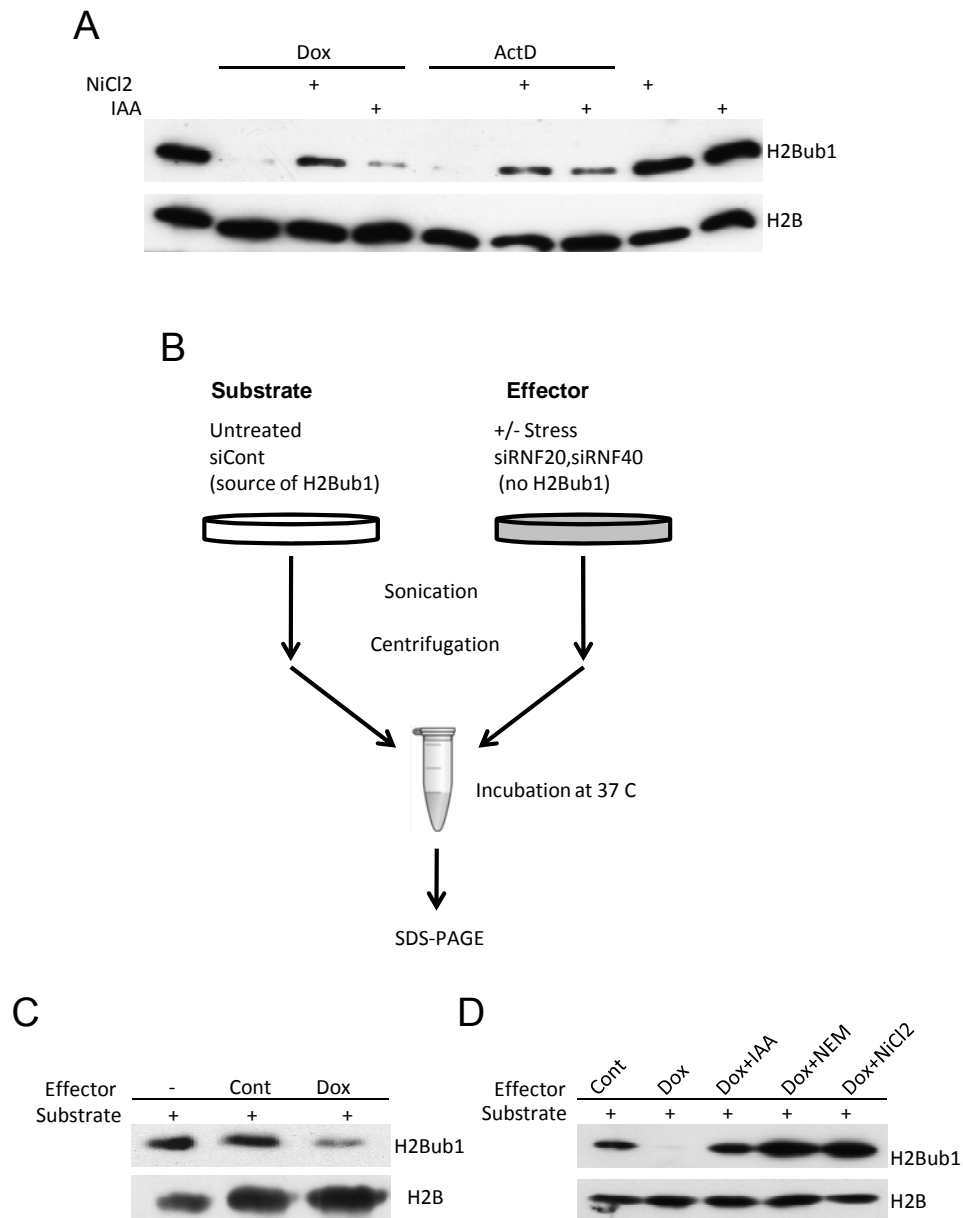 A
Dox ActD
NiCl2 + + +
IAA + + +
H2Bub1
H2B
B
Substrate Effector
Untreated +/- Stress
siCont siRNF20,siRNF40
(source of H2Bub1) (no H2Bub1)
Sonication
Centrifugation
Incubation at 37 C
SDS-PAGE
C
Effector - Cont Dox
Substrate + + +
H2Bub1
H2B
D
Effector Cont Dox Dox+IAA Dox+NEM Dox+NiCl2
Substrate + + + + +
H2Bub1
H2B